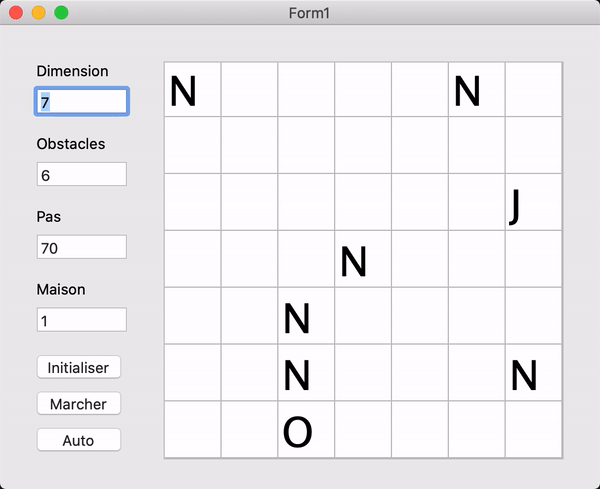 Form1
Dimension
7
Obstacles
6
Pas
70
Maison
1
Initialiser
Marcher
Auto
N N
J
N
N
N N
O